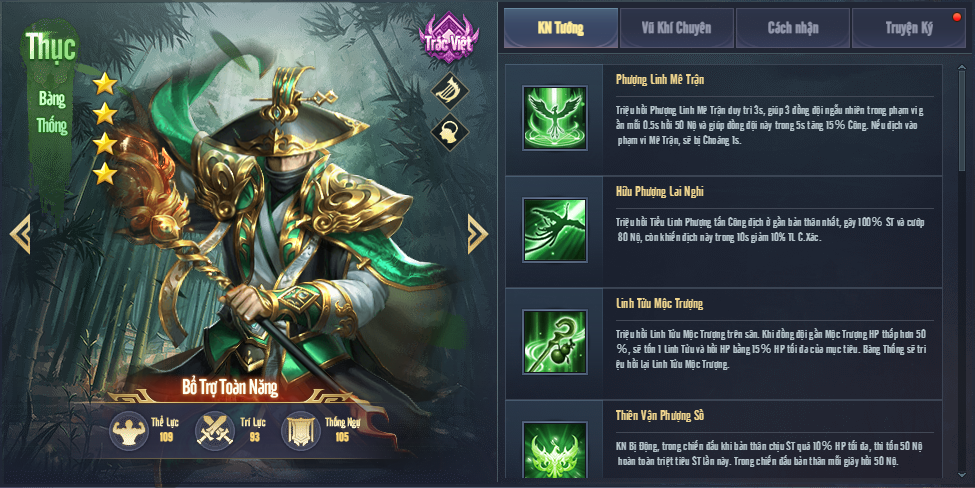 Thục
Bàng
Thống
Trác Việt
Bổ Trợ Toàn Năng
Thể Lực
109
Trí Lực
93
Thống Ngự
105
KN Tướng
Vũ Khí Chuyên
Cách nhận
Truyện Ký
Phượng Linh Mê Trận
Triệu hồi Phượng Linh Mê Trận duy trì 3s, giúp 3 đồng đội ngẫu nhiên trong phạm vi g
ần mỗi 0.5s hồi 50 Nộ và giúp đồng đội này trong 5s tăng 15% Công. Nếu địch vào
phạm vi Mê Trận, sẽ bị Choáng 1s.
Hữu Phượng Lai Nghi
Triệu hồi Tiểu Linh Phượng tấn Công địch ở gần bản thân nhất, gây 100% ST và cướp
80 Nộ, còn khiến địch này trong 10s giảm 10% TL C.Xác.
Linh Tửu Mộc Trượng
Triệu hồi Linh Tửu Mộc Trượng trên sân. Khi đồng đội gần Mộc Trượng HP thấp hơn 50
%, sẽ tốn 1 Linh Tửu và hồi HP bằng 15% HP tối đa của mục tiêu. Bàng Thống sẽ tri
ệu hồi lại Linh Tửu Mộc Trượng.
Thiên Vận Phượng Sồ
KN Bị Động, trong chiến đấu khi bản thân chịu ST quá 10% HP tối đa, thì tốn 50 Nộ
hoàn toàn triệt tiêu ST lần này. Trong chiến đấu bản thân mỗi giây hồi 50 Nộ.